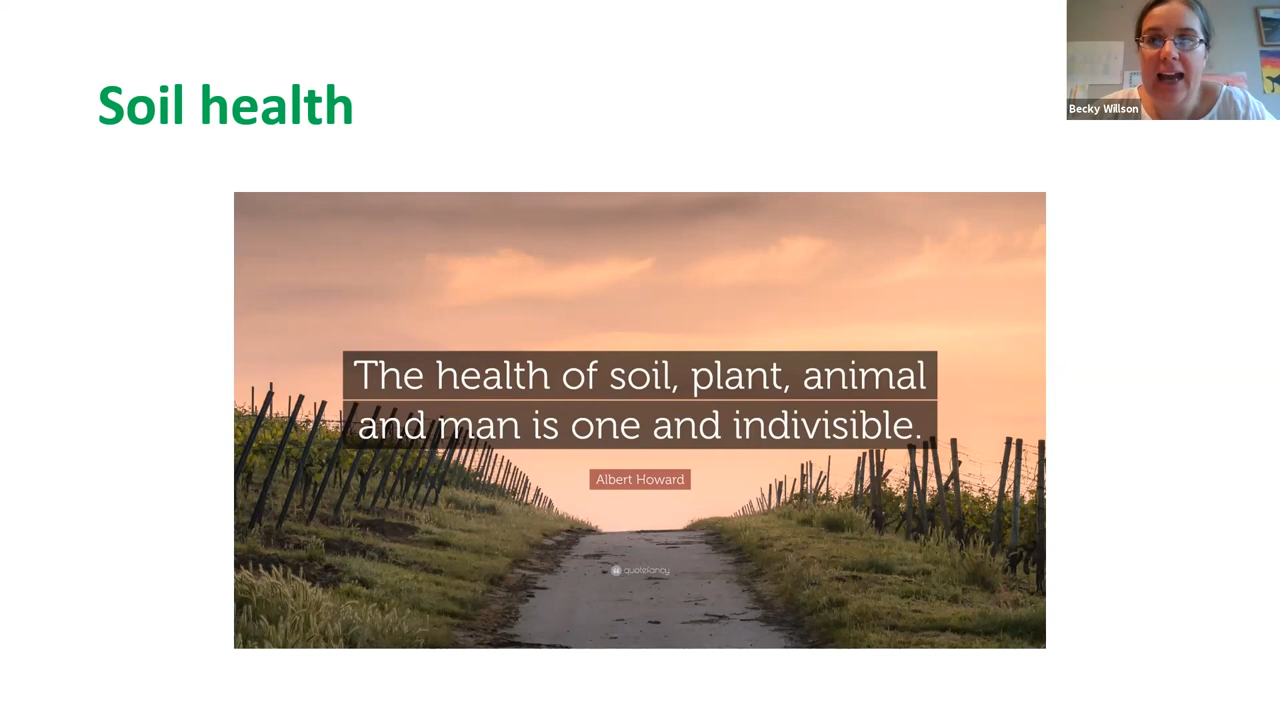 Soil health
Becky Willson
The health of soil, plant, animal
and man is one and indivisible.
Albert Howard
quotefancy